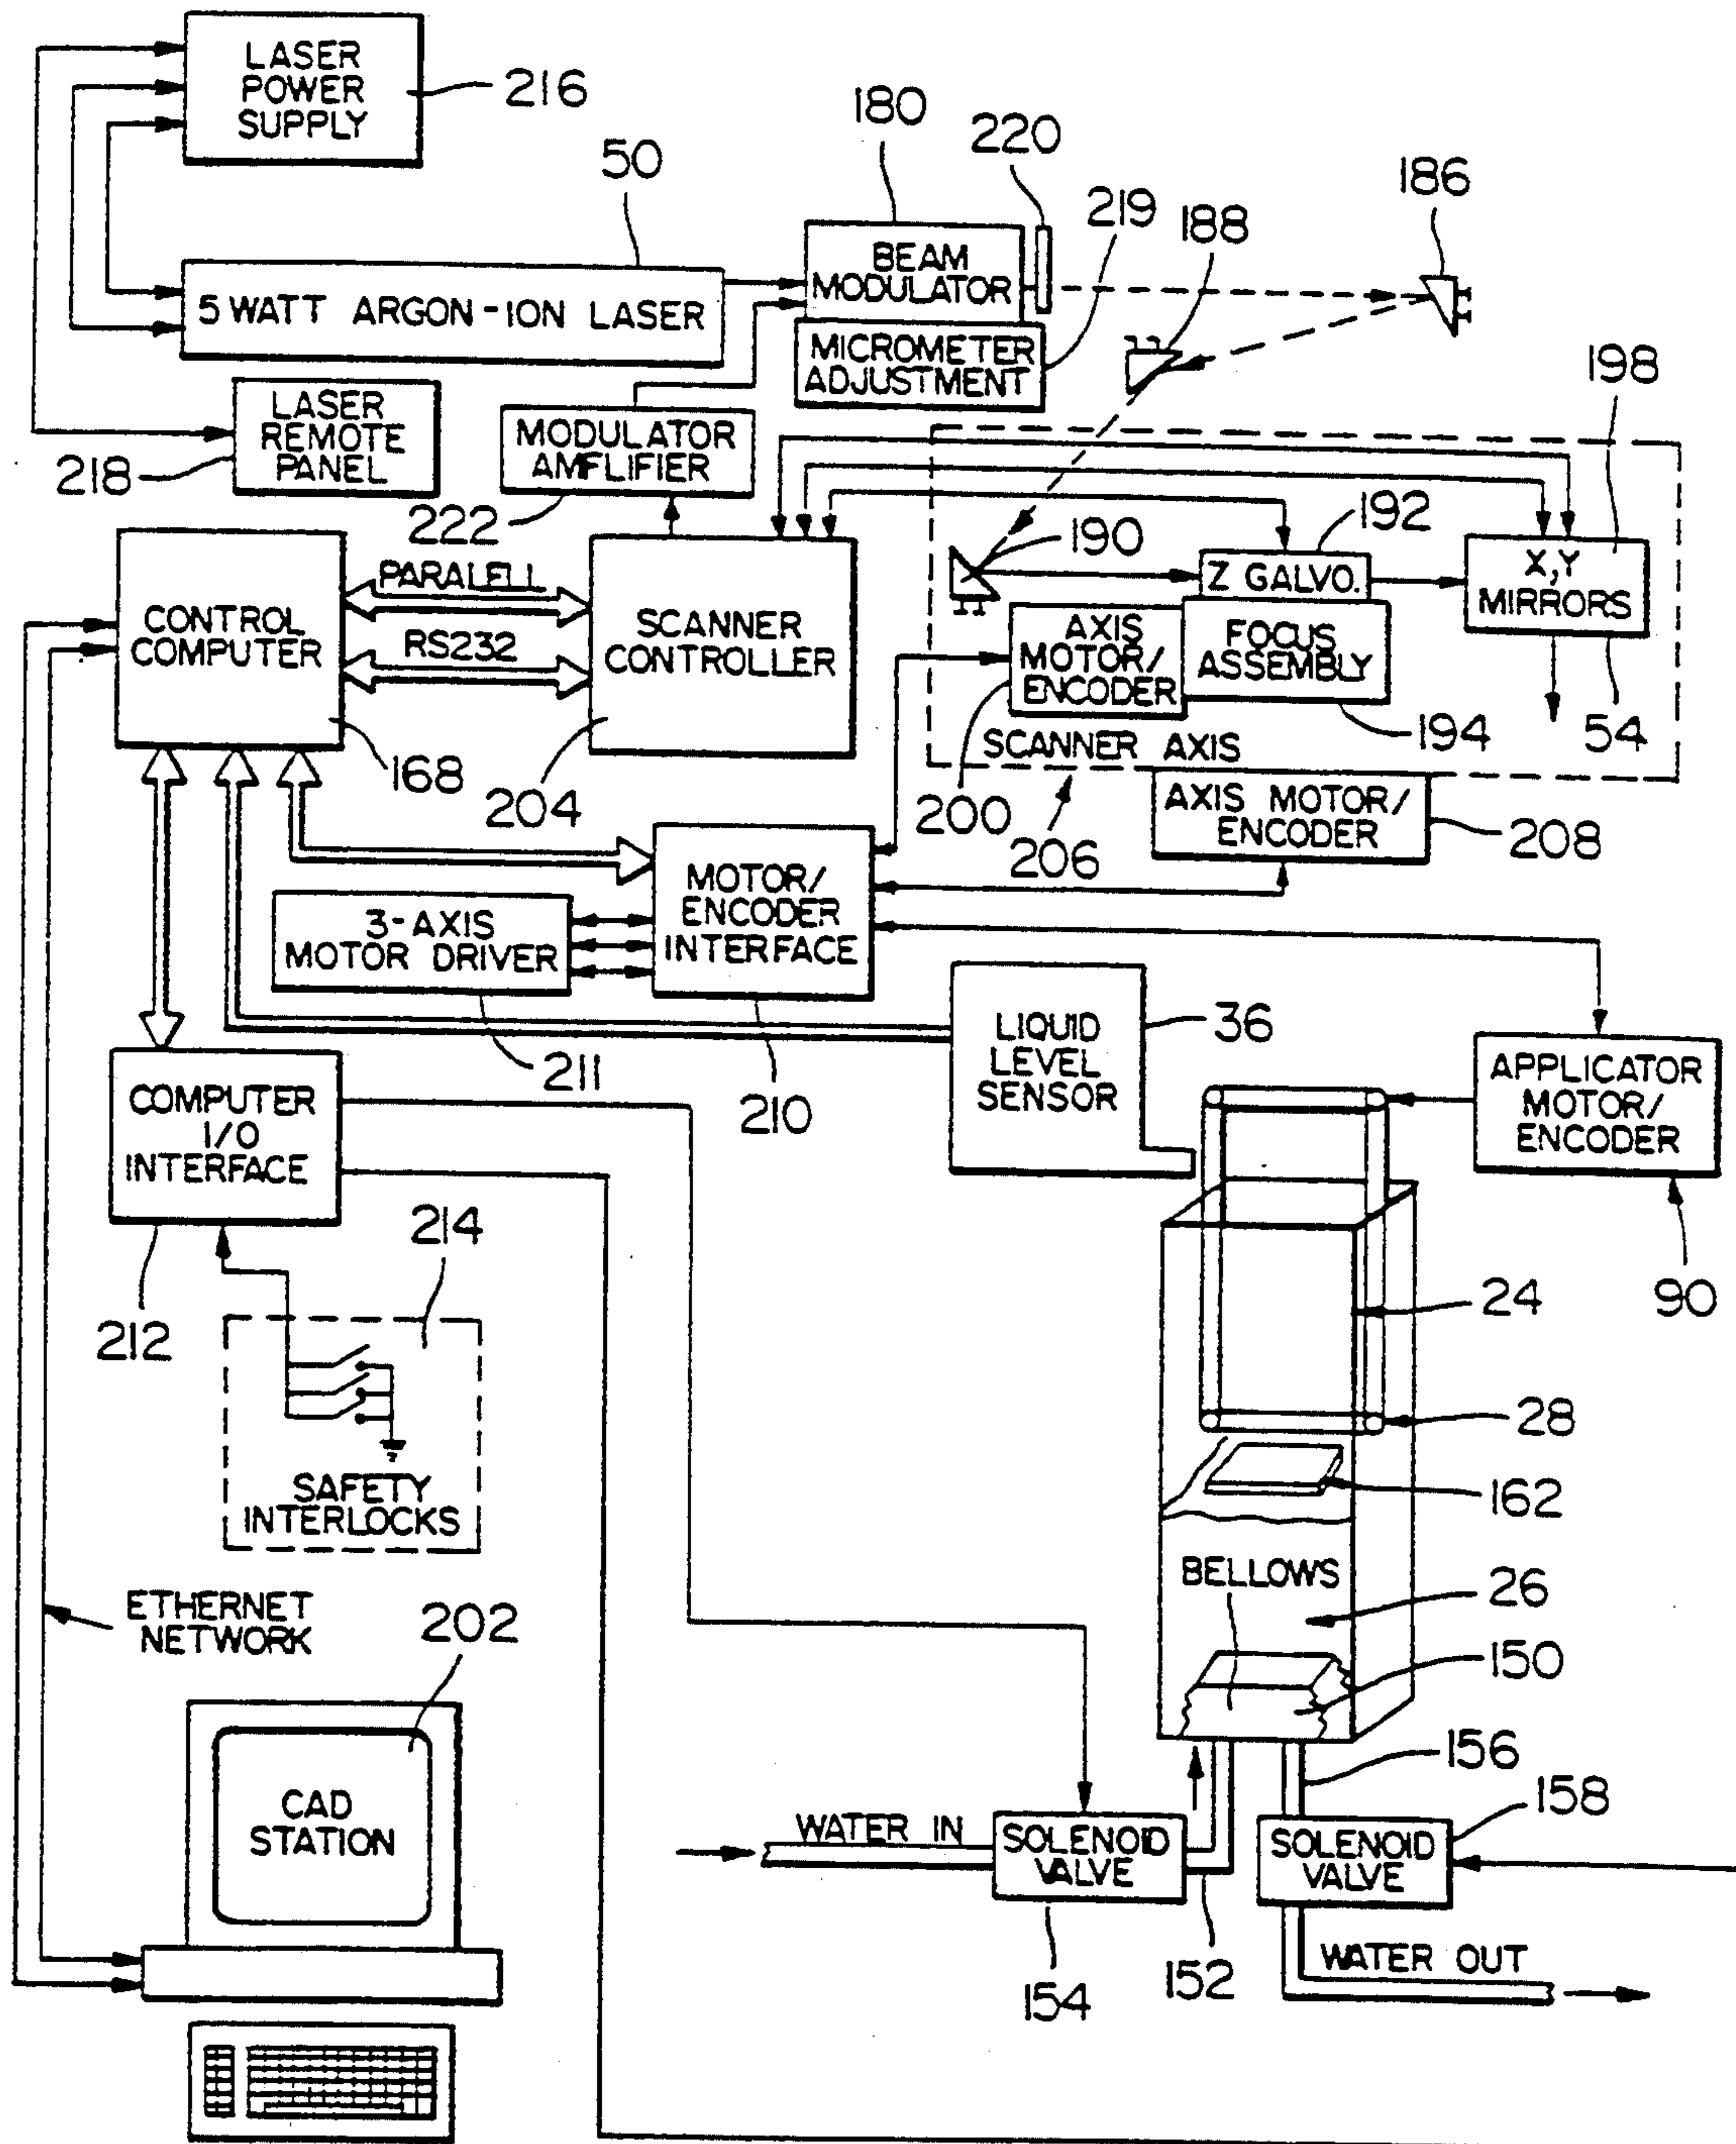 LASER
POWER
SUPPLY
216
50
180
220
219
188
186
5 WATT ARGON-ION LASER
BEAM
MODULATOR
MICROMETER
ADJUSTMENT
198
LASER
REMOTE
PANEL
218
MODULATOR
AMFLIFIER
222
190
192
CONTROL
COMPUTER
168
PARALELL
RS232
SCANNER
CONTROLLER
204
Z GALVO.
X,Y
MIRRORS
AXIS
MOTOR/
ENCODER
FOCUS
ASSEMBLY
200
194
54
SCANNER AXIS
206
AXIS MOTOR/
ENCODER
208
3-AXIS
MOTOR DRIVER
211
MOTOR/
ENCODER
INTERFACE
210
LIQUID
LEVEL
SENSOR
36
APPLICATOR
MOTOR/
ENCODER
90
COMPUTER
I/O
INTERFACE
212
214
SAFETY
INTERLOCKS
24
28
162
BELLOWS
26
150
ETHERNET
NETWORK
202
CAD
STATION
156
158
WATER IN
SOLENOID
VALVE
154
152
SOLENOID
VALVE
WATER OUT